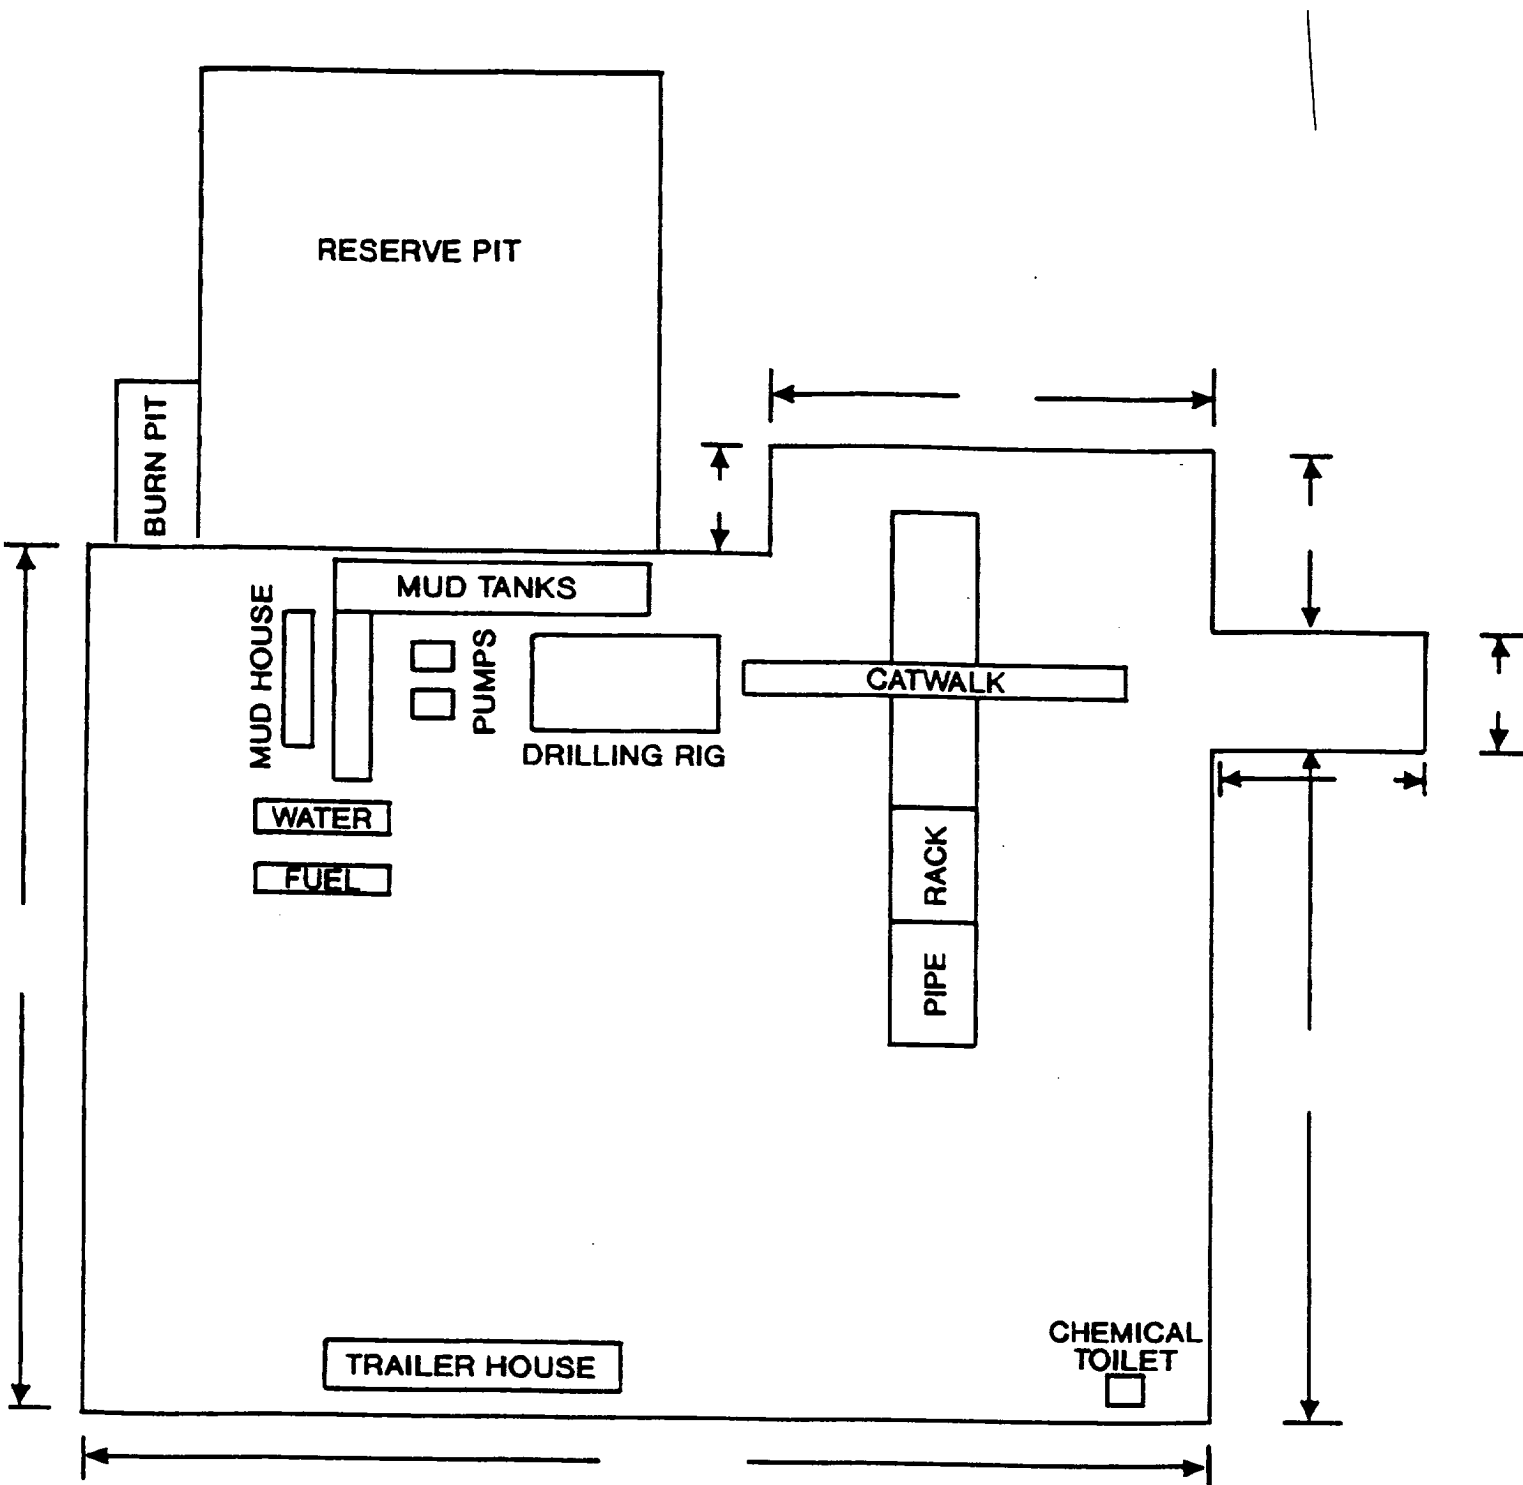 RESERVE PIT
BURN PIT
MUD TANKS
MUD HOUSE
PUMPS
CATWALK
DRILLING RIG
WATER
RACK
FUEL
PIPE
CHEMICAL
TOILET
TRAILER HOUSE